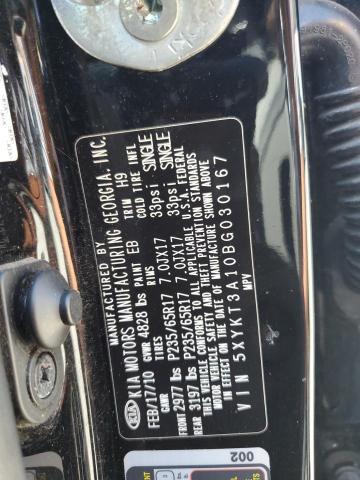 MANUFACTURED BY
KIA KIA MOTORS MANUFACTURING GEORGIA, INC.
FEB/17/10 GVWR 4828 lbs PAINT EB TRIM H9
GAWR TIRES RIMS COLD TIRE INFL
FRONT 2977 lbs P235/65R17 7.0JX17 33psi SINGLE
REAR 3197 lbs P235/65R17 7.0JX17 33psi SINGLE
THIS VEHICLE CONFORMS TO ALL APPLICABLE U.S.A. FEDERAL
MOTOR VEHICLE SAFETY AND THEFT PREVENTION STANDARDS
IN EFFECT ON THE DATE OF MANUFACTURE SHOWN ABOVE
VIN 5XYKT3A10BG030167
MPV
002